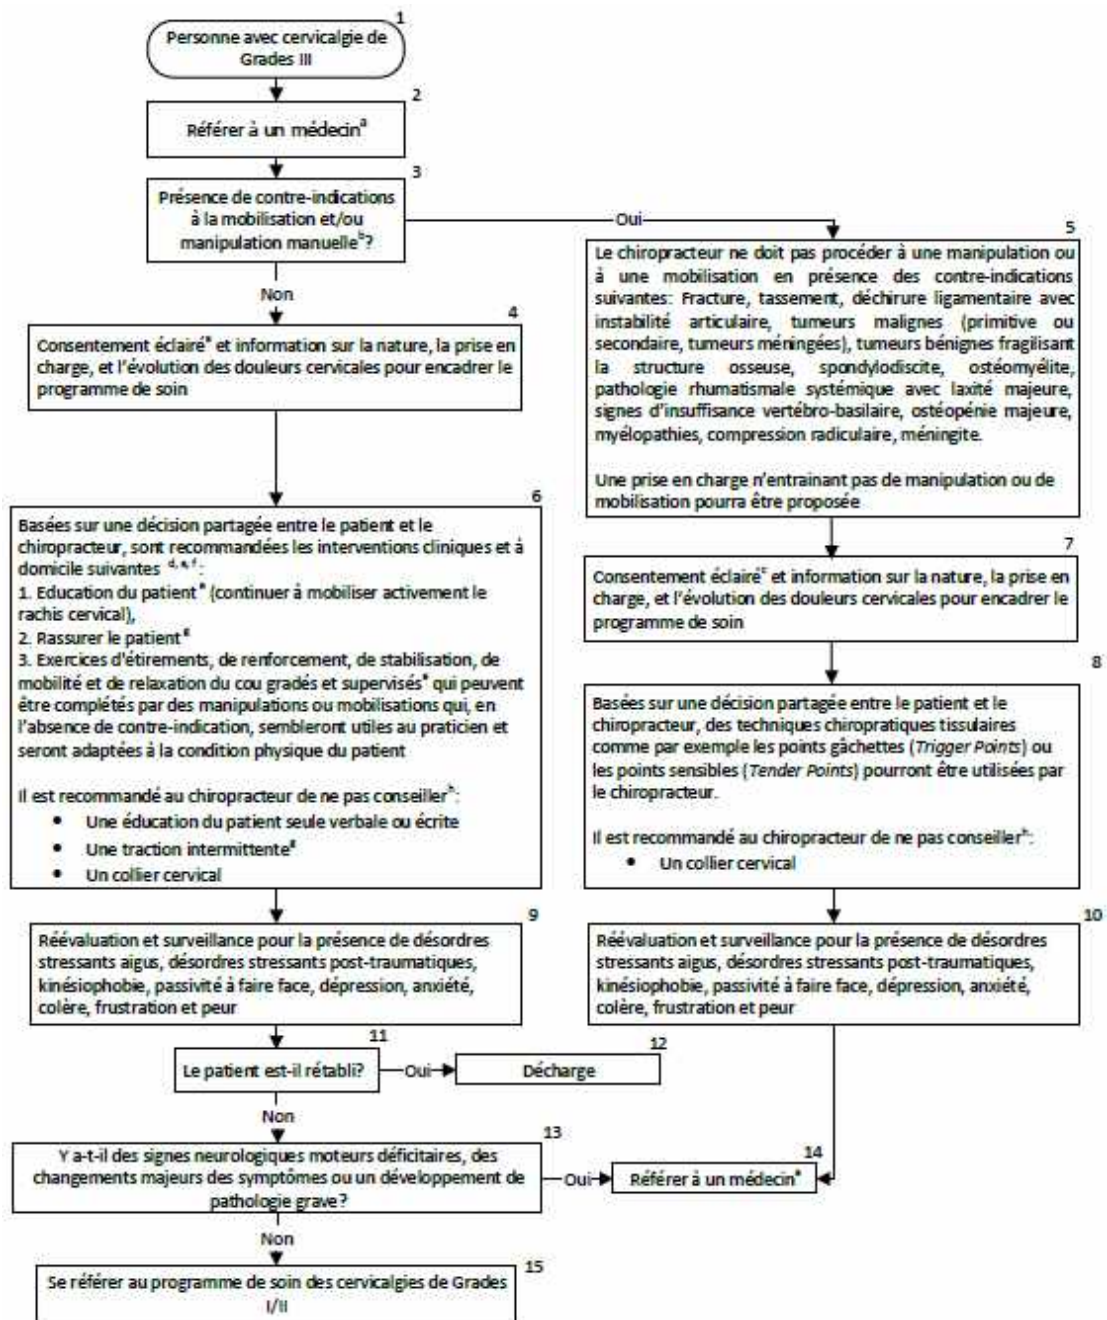 1
Personne avec cervicalgie de
Grades III
2
Référer à un médecinᵃ
3
Présence de contre-indications
à la mobilisation et/ou
manipulation manuelleᵇ?
Oui
Non
4
Consentement éclairéᵉ et information sur la nature, la prise en
charge, et l'évolution des douleurs cervicales pour encadrer le
programme de soin
5
Le chiropracteur ne doit pas procéder à une manipulation ou
à une mobilisation en présence des contre-indications
suivantes: Fracture, tassement, déchirure ligamentaire avec
instabilité articulaire, tumeurs malignes (primitive ou
secondaire, tumeurs méningées), tumeurs bénignes fragilisant
la structure osseuse, spondylodiscite, ostéomyélite,
pathologie rhumatismale systémique avec laxité majeure,
signes d'insuffisance vertébro-basilaire, ostéopénie majeure,
myélopathies, compression radiculaire, méningite.
Une prise en charge n'entrainant pas de manipulation ou de
mobilisation pourra être proposée
6
Basées sur une décision partagée entre le patient et le
chiropracteur, sont recommandées les interventions cliniques et à
domicile suivantes ᵈ,ᵉ,ᶠ:
1. Education du patientᵉ (continuer à mobiliser activement le
rachis cervical),
2. Rassurer le patientᵍ
3. Exercices d'étirements, de renforcement, de stabilisation, de
mobilité et de relaxation du cou gradés et supervisésᵉ qui peuvent
être complétés par des manipulations ou mobilisations qui, en
l'absence de contre-indication, sembleront utiles au praticien et
seront adaptées à la condition physique du patient
Il est recommandé au chiropracteur de ne pas conseillerʰ:
• Une éducation du patient seule verbale ou écrite
• Une traction intermittenteᵍ
• Un collier cervical
7
Consentement éclairéᶜ et information sur la nature, la prise en
charge, et l'évolution des douleurs cervicales pour encadrer le
programme de soin
8
Basées sur une décision partagée entre le patient et le
chiropracteur, des techniques chiropratiques tissulaires
comme par exemple les points gâchettes (Trigger Points) ou
les points sensibles (Tender Points) pourront être utilisées par
le chiropracteur.
Il est recommandé au chiropracteur de ne pas conseillerʰ:
• Un collier cervical
9
Réévaluation et surveillance pour la présence de désordres
stressants aigus, désordres stressants post-traumatiques,
kinésiophobie, passivité à faire face, dépression, anxiété,
colère, frustration et peur
10
Réévaluation et surveillance pour la présence de désordres
stressants aigus, désordres stressants post-traumatiques,
kinésiophobie, passivité à faire face, dépression, anxiété,
colère, frustration et peur
11
Le patient est-il rétabli?
Oui
12
Décharge
Non
13
Y a-t-il des signes neurologiques moteurs déficitaires, des
changements majeurs des symptômes ou un développement de
pathologie grave?
Oui
14
Référer à un médecinᵃ
Non
15
Se référer au programme de soin des cervicalgies de Grades
I/II